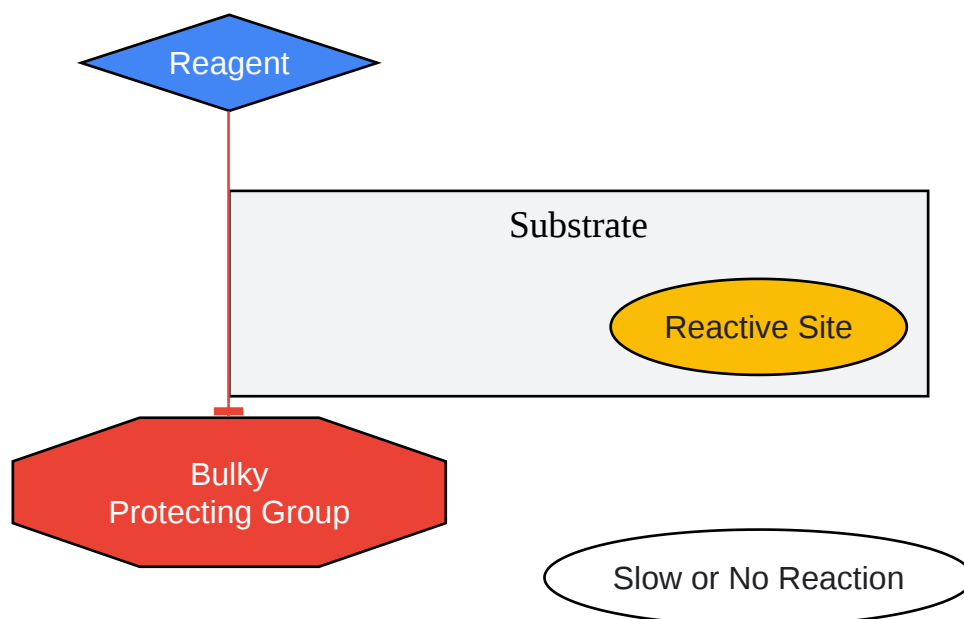 Reagent
Substrate
Reactive Site
Bulky
Protecting Group
Slow or No Reaction